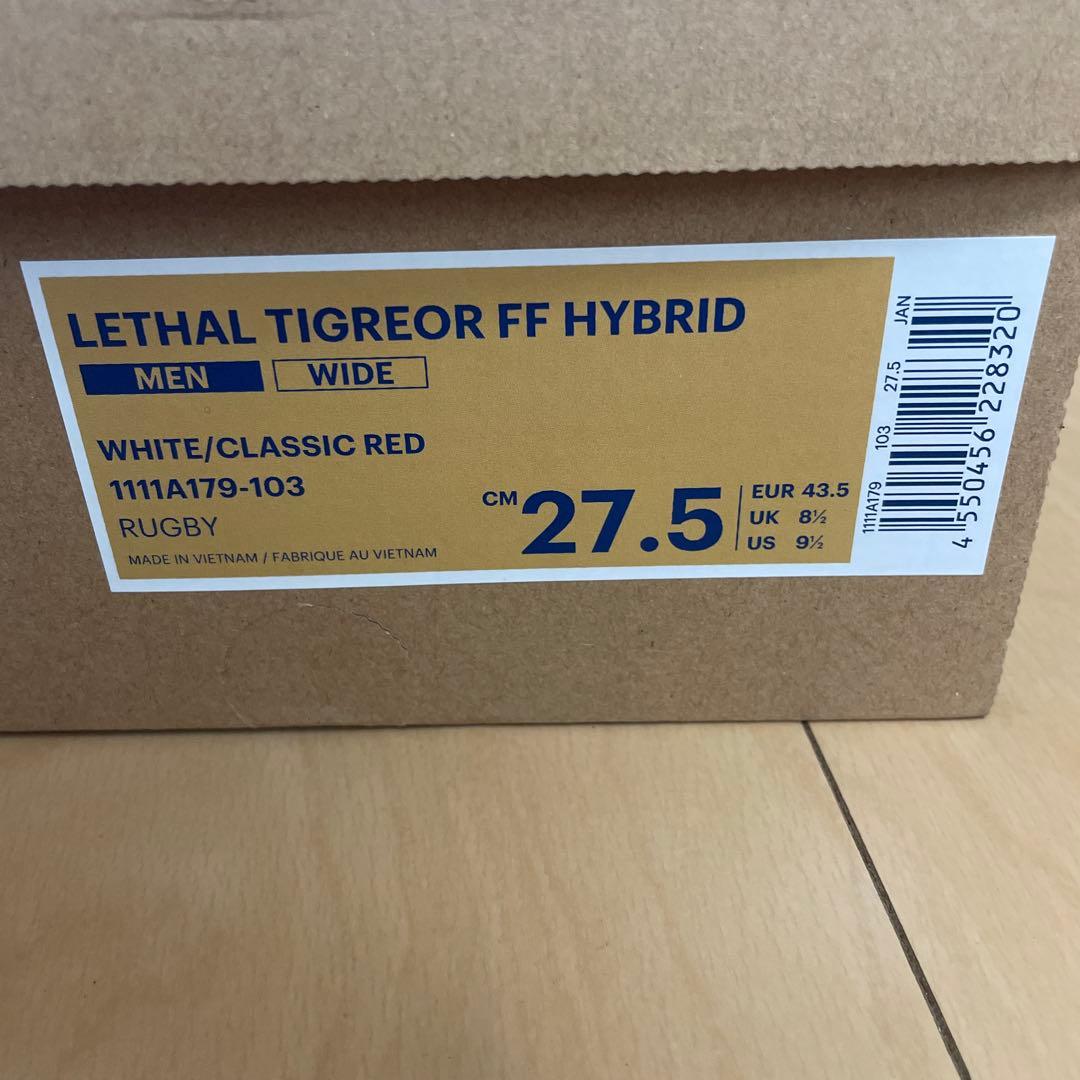 LETHAL TIGREOR FF HYBRID
MEN WIDE
WHITE/CLASSIC RED
1111A179-103
RUGBY
MADE IN VIETNAM / FABRIQUE AU VIETNAM
CM 27.5
EUR 43.5
UK 8½
US 9½
1111A179 103 27.5 JAN
4 550456 228320